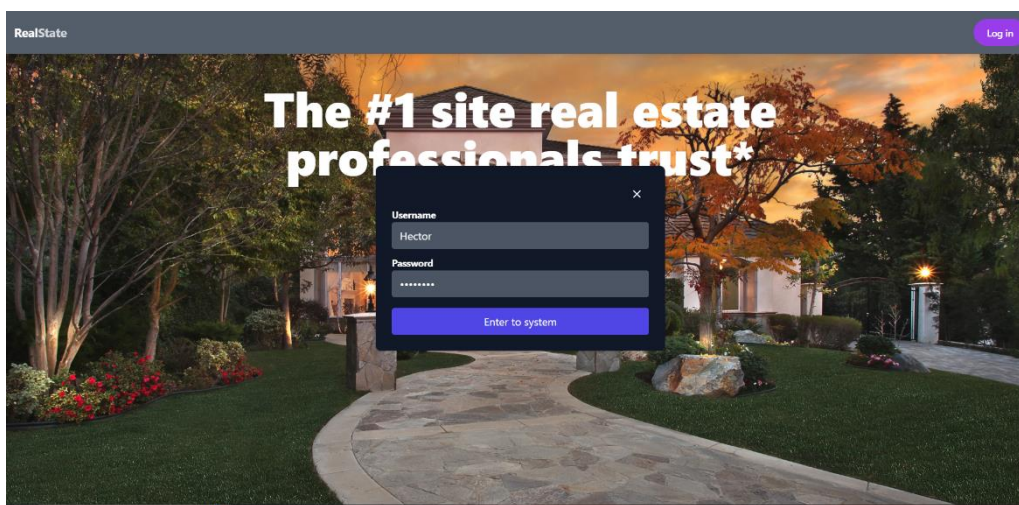 RealState
Log in
The #1 site real estate
professionals trust*
Username
Hector
Password
••••••••
Enter to system